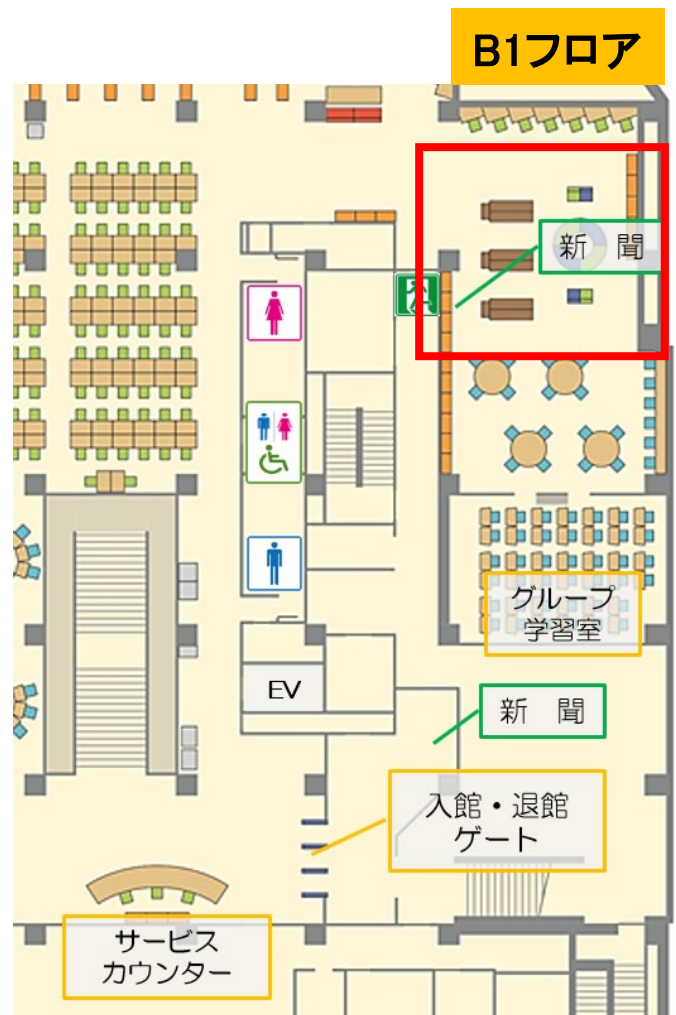 B1フロア
新　聞
グループ
学習室
EV
新　聞
入館・退館
ゲート
サービス
カウンター